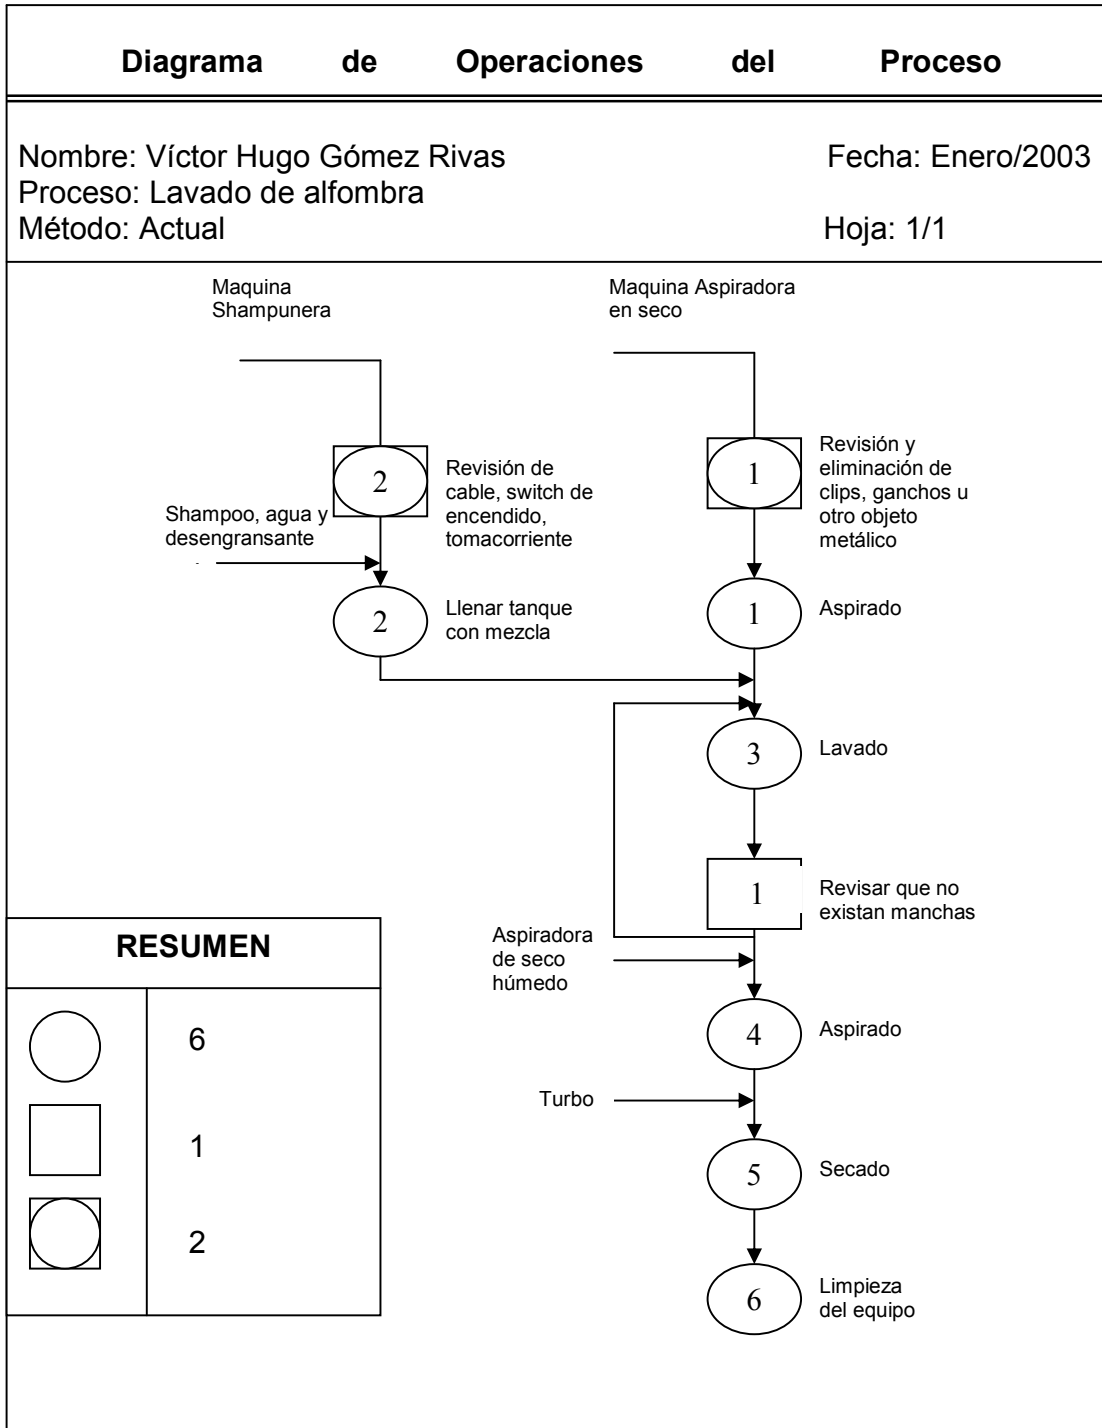 Diagrama de Operaciones del Proceso
Nombre: Víctor Hugo Gómez Rivas Fecha: Enero/2003
Proceso: Lavado de alfombra
Método: Actual Hoja: 1/1
Maquina
Shampunera
Maquina Aspiradora
en seco
2
Revisión de
cable, switch de
encendido,
tomacorriente
1
Revisión y
eliminación de
clips, ganchos u
otro objeto
metálico
Shampoo, agua y
desengransante
2
Llenar tanque
con mezcla
1
Aspirado
3
Lavado
1
Revisar que no
existan manchas
Aspiradora
de seco
húmedo
4
Aspirado
Turbo
5
Secado
6
Limpieza
del equipo
RESUMEN
6
1
2